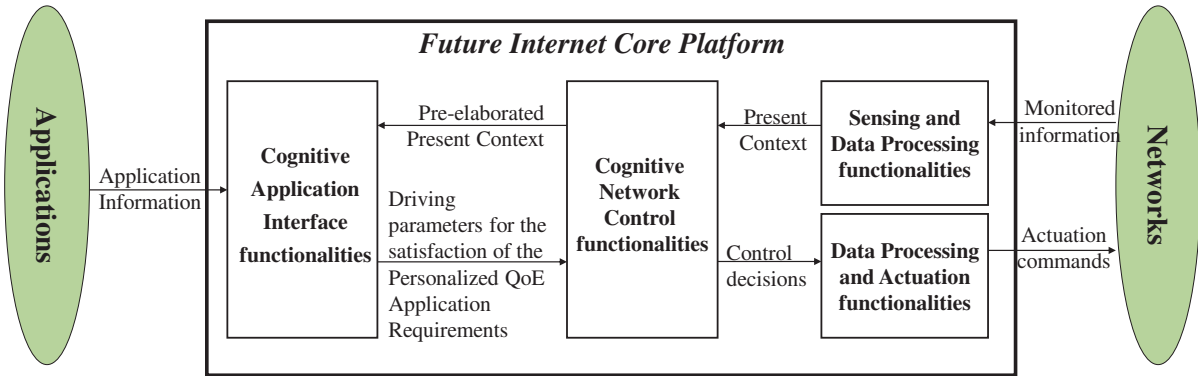 Future Internet Core Platform
Applications
Application
Information
Cognitive
Application
Interface
functionalities
Pre-elaborated
Present Context
Driving
parameters for the
satisfaction of the
Personalized QoE
Application
Requirements
Cognitive
Network
Control
functionalities
Present
Context
Control
decisions
Sensing and
Data Processing
functionalities
Data Processing
and Actuation
functionalities
Monitored
information
Actuation
commands
Networks